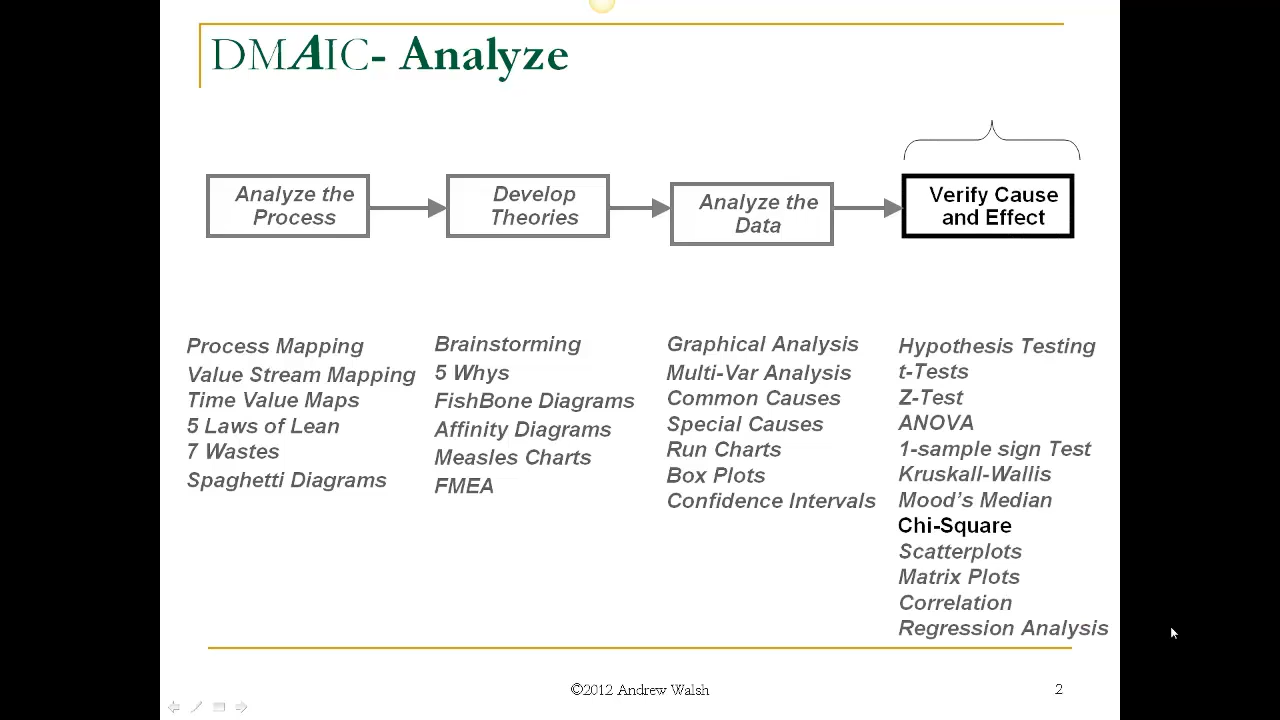 DMAIC- Analyze
Analyze the
Process
Develop
Theories
Analyze the
Data
Verify Cause
and Effect
Process Mapping
Value Stream Mapping
Time Value Maps
5 Laws of Lean
7 Wastes
Spaghetti Diagrams
Brainstorming
5 Whys
FishBone Diagrams
Affinity Diagrams
Measles Charts
FMEA
Graphical Analysis
Multi-Var Analysis
Common Causes
Special Causes
Run Charts
Box Plots
Confidence Intervals
Hypothesis Testing
t-Tests
Z-Test
ANOVA
1-sample sign Test
Kruskall-Wallis
Mood’s Median
Chi-Square
Scatterplots
Matrix Plots
Correlation
Regression Analysis
©2012 Andrew Walsh
2